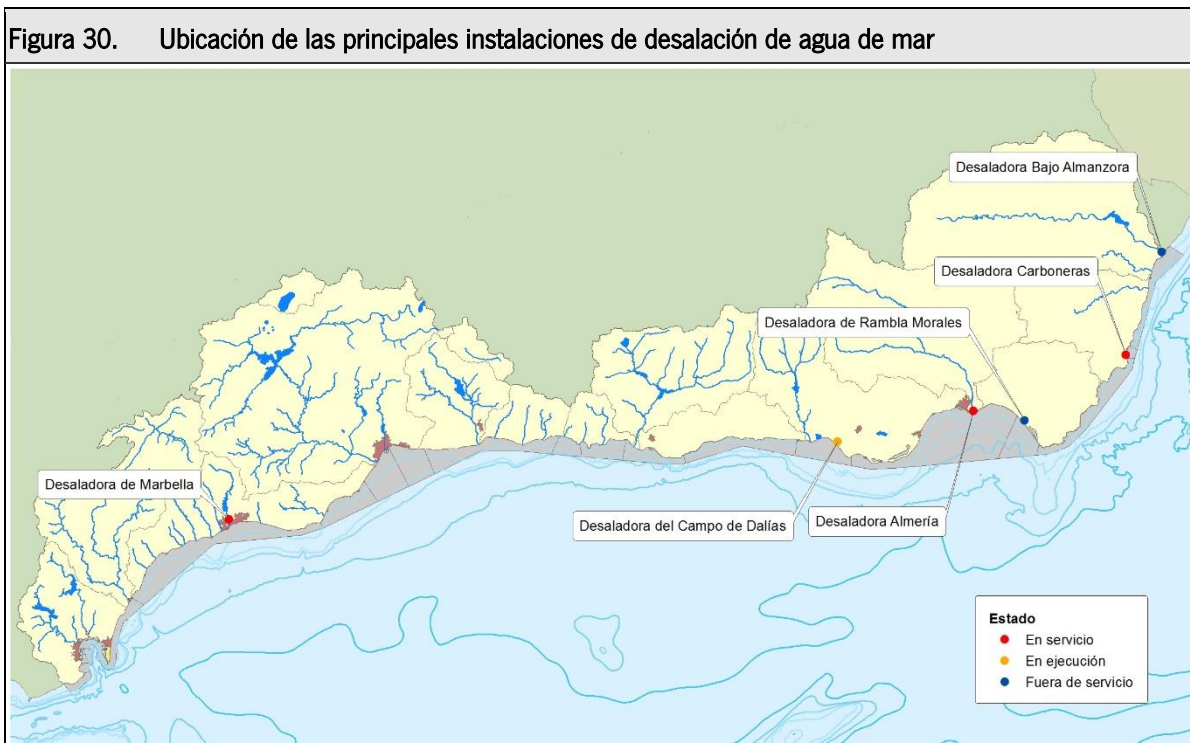 Figura 30. Ubicación de las principales instalaciones de desalación de agua de mar
Desaladora Bajo Almanzora
Desaladora Carboneras
Desaladora de Rambla Morales
Desaladora de Marbella
Desaladora del Campo de Dalías
Desaladora Almería
Estado
En servicio
En ejecución
Fuera de servicio